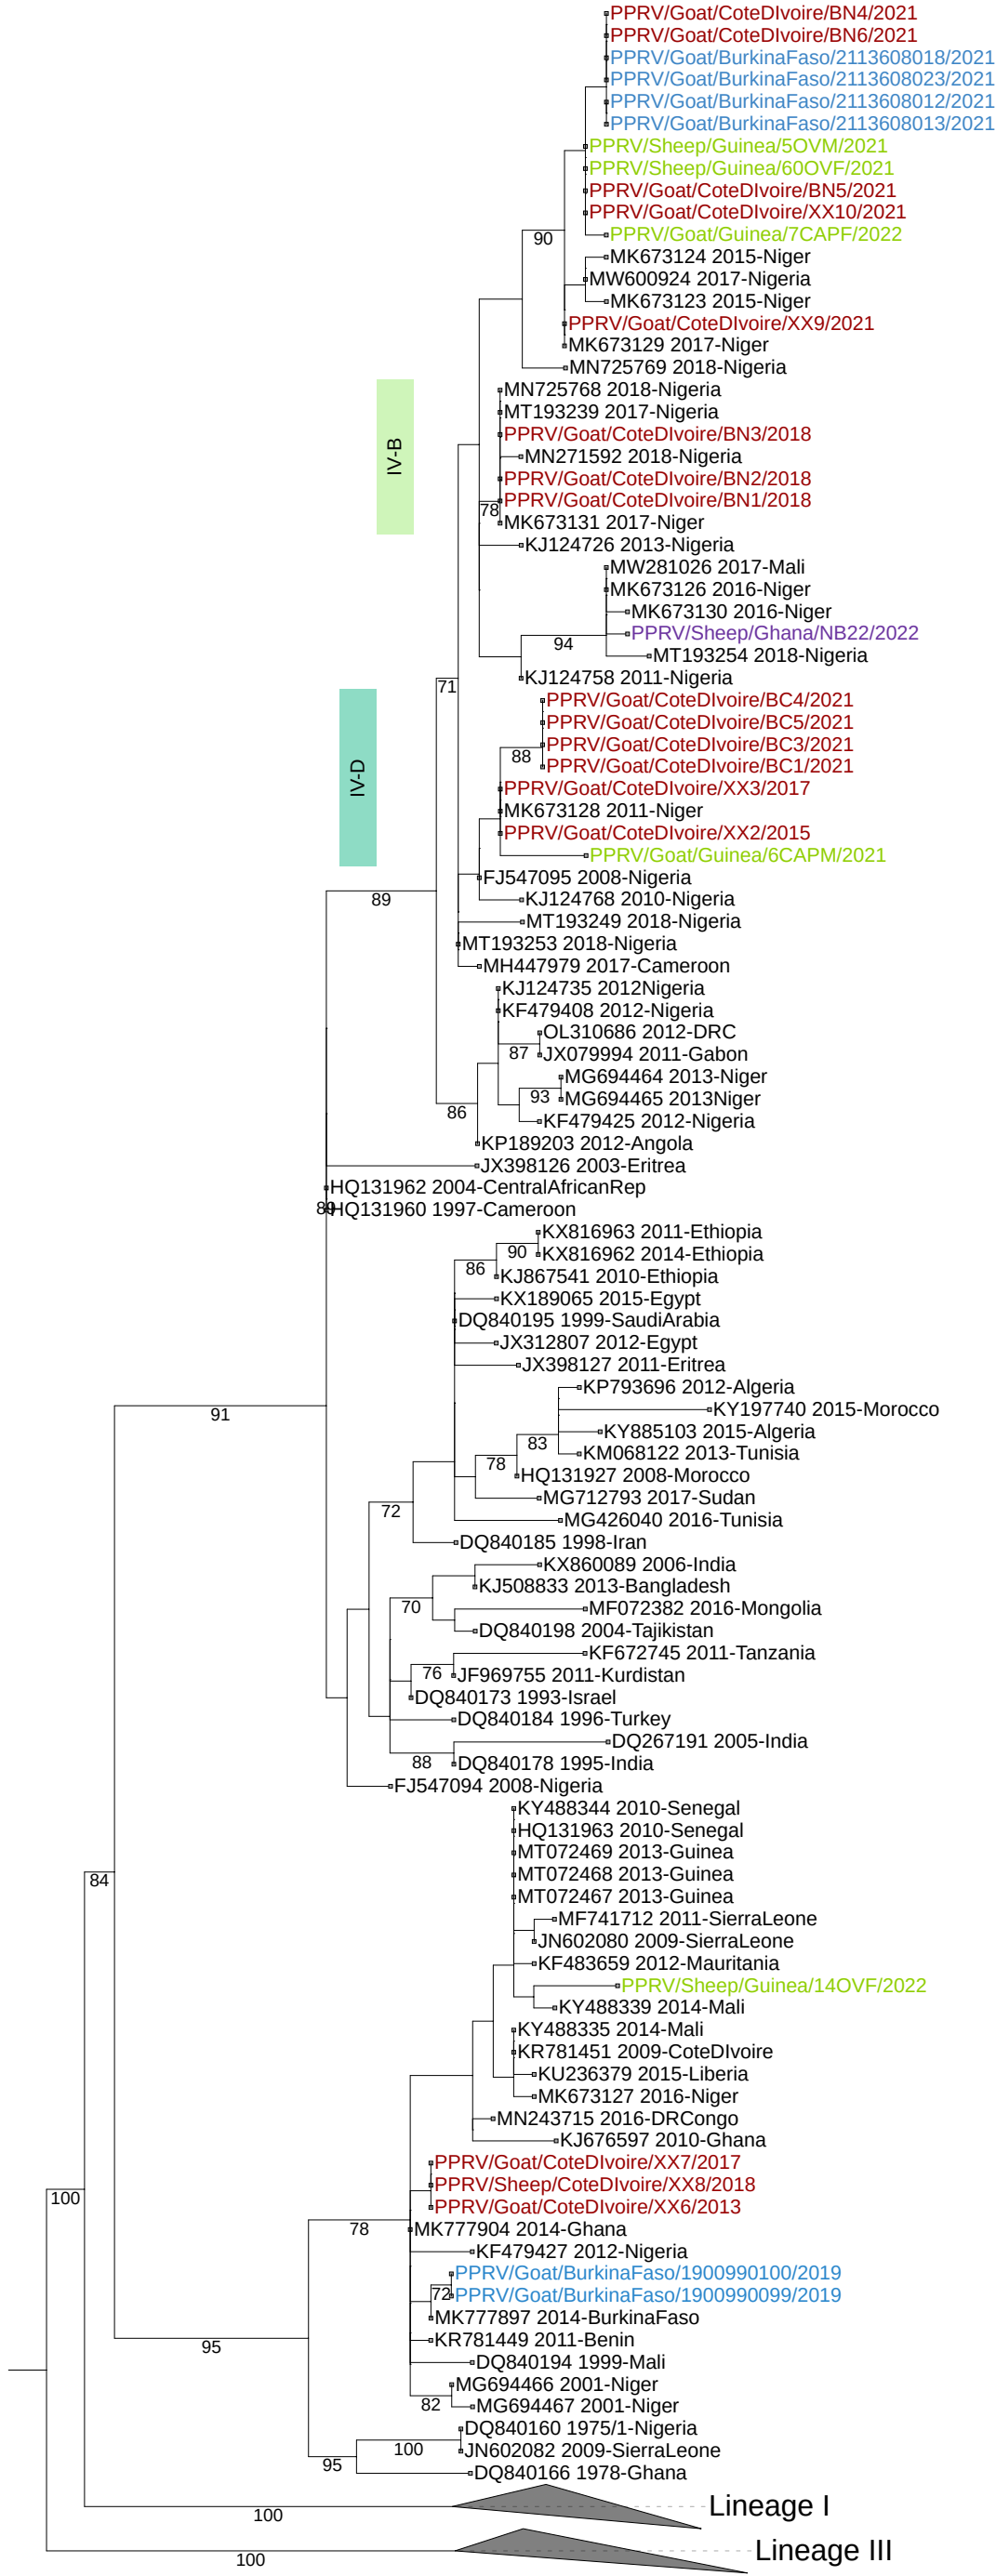 PPRV/Goat/CoteDIvoire/BN4/2021
PPRV/Goat/CoteDIvoire/BN6/2021
PPRV/Goat/BurkinaFaso/2113608018/2021
PPRV/Goat/BurkinaFaso/2113608023/2021
PPRV/Goat/BurkinaFaso/2113608012/2021
PPRV/Goat/BurkinaFaso/2113608013/2021
PPRV/Sheep/Guinea/5OVM/2021
PPRV/Sheep/Guinea/60OVF/2021
PPRV/Goat/CoteDIvoire/BN5/2021
PPRV/Goat/CoteDIvoire/XX10/2021
PPRV/Goat/Guinea/7CAPF/2022
90
MK673124 2015-Niger
MW600924 2017-Nigeria
MK673123 2015-Niger
PPRV/Goat/CoteDIvoire/XX9/2021
MK673129 2017-Niger
MN725769 2018-Nigeria
MN725768 2018-Nigeria
MT193239 2017-Nigeria
PPRV/Goat/CoteDIvoire/BN3/2018
IV-B
MN271592 2018-Nigeria
PPRV/Goat/CoteDIvoire/BN2/2018
PPRV/Goat/CoteDIvoire/BN1/2018
78
MK673131 2017-Niger
KJ124726 2013-Nigeria
MW281026 2017-Mali
MK673126 2016-Niger
MK673130 2016-Niger
PPRV/Sheep/Ghana/NB22/2022
94
MT193254 2018-Nigeria
KJ124758 2011-Nigeria
71
PPRV/Goat/CoteDIvoire/BC4/2021
PPRV/Goat/CoteDIvoire/BC5/2021
PPRV/Goat/CoteDIvoire/BC3/2021
88
PPRV/Goat/CoteDIvoire/BC1/2021
IV-D
PPRV/Goat/CoteDIvoire/XX3/2017
MK673128 2011-Niger
PPRV/Goat/CoteDIvoire/XX2/2015
PPRV/Goat/Guinea/6CAPM/2021
FJ547095 2008-Nigeria
89
KJ124768 2010-Nigeria
MT193249 2018-Nigeria
MT193253 2018-Nigeria
MH447979 2017-Cameroon
KJ124735 2012Nigeria
KF479408 2012-Nigeria
OL310686 2012-DRC
87
JX079994 2011-Gabon
MG694464 2013-Niger
93
MG694465 2013Niger
86
KF479425 2012-Nigeria
KP189203 2012-Angola
JX398126 2003-Eritrea
HQ131962 2004-CentralAfricanRep
HQ131960 1997-Cameroon
KX816963 2011-Ethiopia
90
KX816962 2014-Ethiopia
86
KJ867541 2010-Ethiopia
KX189065 2015-Egypt
DQ840195 1999-SaudiArabia
JX312807 2012-Egypt
JX398127 2011-Eritrea
KP793696 2012-Algeria
91
KY197740 2015-Morocco
KY885103 2015-Algeria
83
KM068122 2013-Tunisia
78
HQ131927 2008-Morocco
MG712793 2017-Sudan
72
MG426040 2016-Tunisia
DQ840185 1998-Iran
KX860089 2006-India
KJ508833 2013-Bangladesh
70
MF072382 2016-Mongolia
DQ840198 2004-Tajikistan
KF672745 2011-Tanzania
76
JF969755 2011-Kurdistan
DQ840173 1993-Israel
DQ840184 1996-Turkey
DQ267191 2005-India
88
DQ840178 1995-India
FJ547094 2008-Nigeria
KY488344 2010-Senegal
HQ131963 2010-Senegal
MT072469 2013-Guinea
84
MT072468 2013-Guinea
MT072467 2013-Guinea
MF741712 2011-SierraLeone
JN602080 2009-SierraLeone
KF483659 2012-Mauritania
PPRV/Sheep/Guinea/14OVF/2022
KY488339 2014-Mali
KY488335 2014-Mali
KR781451 2009-CoteDIvoire
KU236379 2015-Liberia
MK673127 2016-Niger
MN243715 2016-DRCongo
KJ676597 2010-Ghana
PPRV/Goat/CoteDIvoire/XX7/2017
PPRV/Sheep/CoteDIvoire/XX8/2018
100
PPRV/Goat/CoteDIvoire/XX6/2013
78
MK777904 2014-Ghana
KF479427 2012-Nigeria
PPRV/Goat/BurkinaFaso/1900990100/2019
72
PPRV/Goat/BurkinaFaso/1900990099/2019
MK777897 2014-BurkinaFaso
95
KR781449 2011-Benin
DQ840194 1999-Mali
MG694466 2001-Niger
82
MG694467 2001-Niger
DQ840160 1975/1-Nigeria
100
JN602082 2009-SierraLeone
95
DQ840166 1978-Ghana
Lineage I
100
Lineage III
100